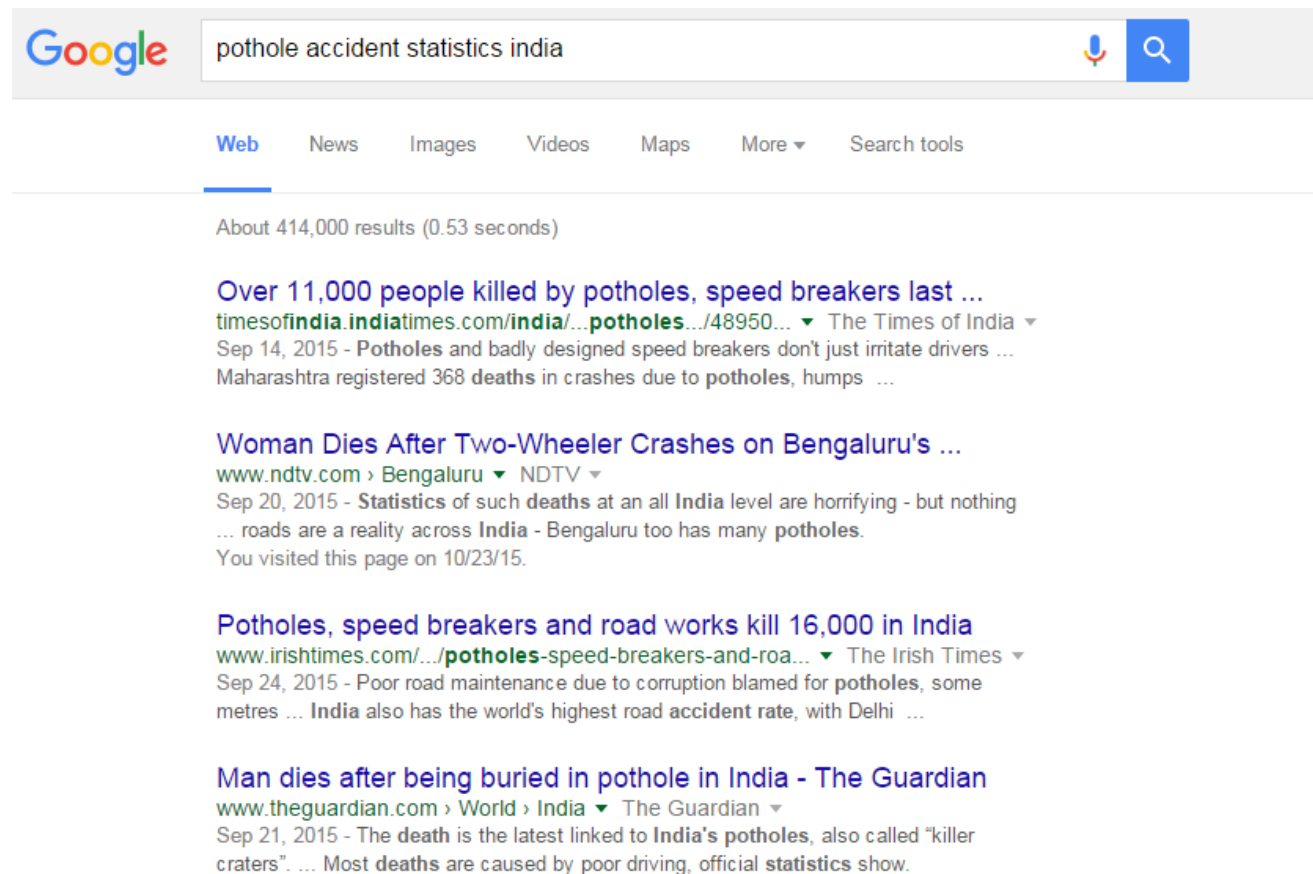 Google pothole accident statistics india
Web News Images Videos Maps More Search tools
About 414,000 results (0.53 seconds)
Over 11,000 people killed by potholes, speed breakers last ...
timesofindia.indiatimes.com/india/...potholes.../48950... The Times of India
Sep 14, 2015 - Potholes and badly designed speed breakers don't just irritate drivers ...
Maharashtra registered 368 deaths in crashes due to potholes, humps ...
Woman Dies After Two-Wheeler Crashes on Bengaluru's ...
www.ndtv.com › Bengaluru NDTV
Sep 20, 2015 - Statistics of such deaths at an all India level are horrifying - but nothing
... roads are a reality across India - Bengaluru too has many potholes.
You visited this page on 10/23/15.
Potholes, speed breakers and road works kill 16,000 in India
www.irishtimes.com/.../potholes-speed-breakers-and-roa... The Irish Times
Sep 24, 2015 - Poor road maintenance due to corruption blamed for potholes, some
metres ... India also has the world's highest road accident rate, with Delhi ...
Man dies after being buried in pothole in India - The Guardian
www.theguardian.com › World › India The Guardian
Sep 21, 2015 - The death is the latest linked to India's potholes, also called “killer
craters”. ... Most deaths are caused by poor driving, official statistics show.